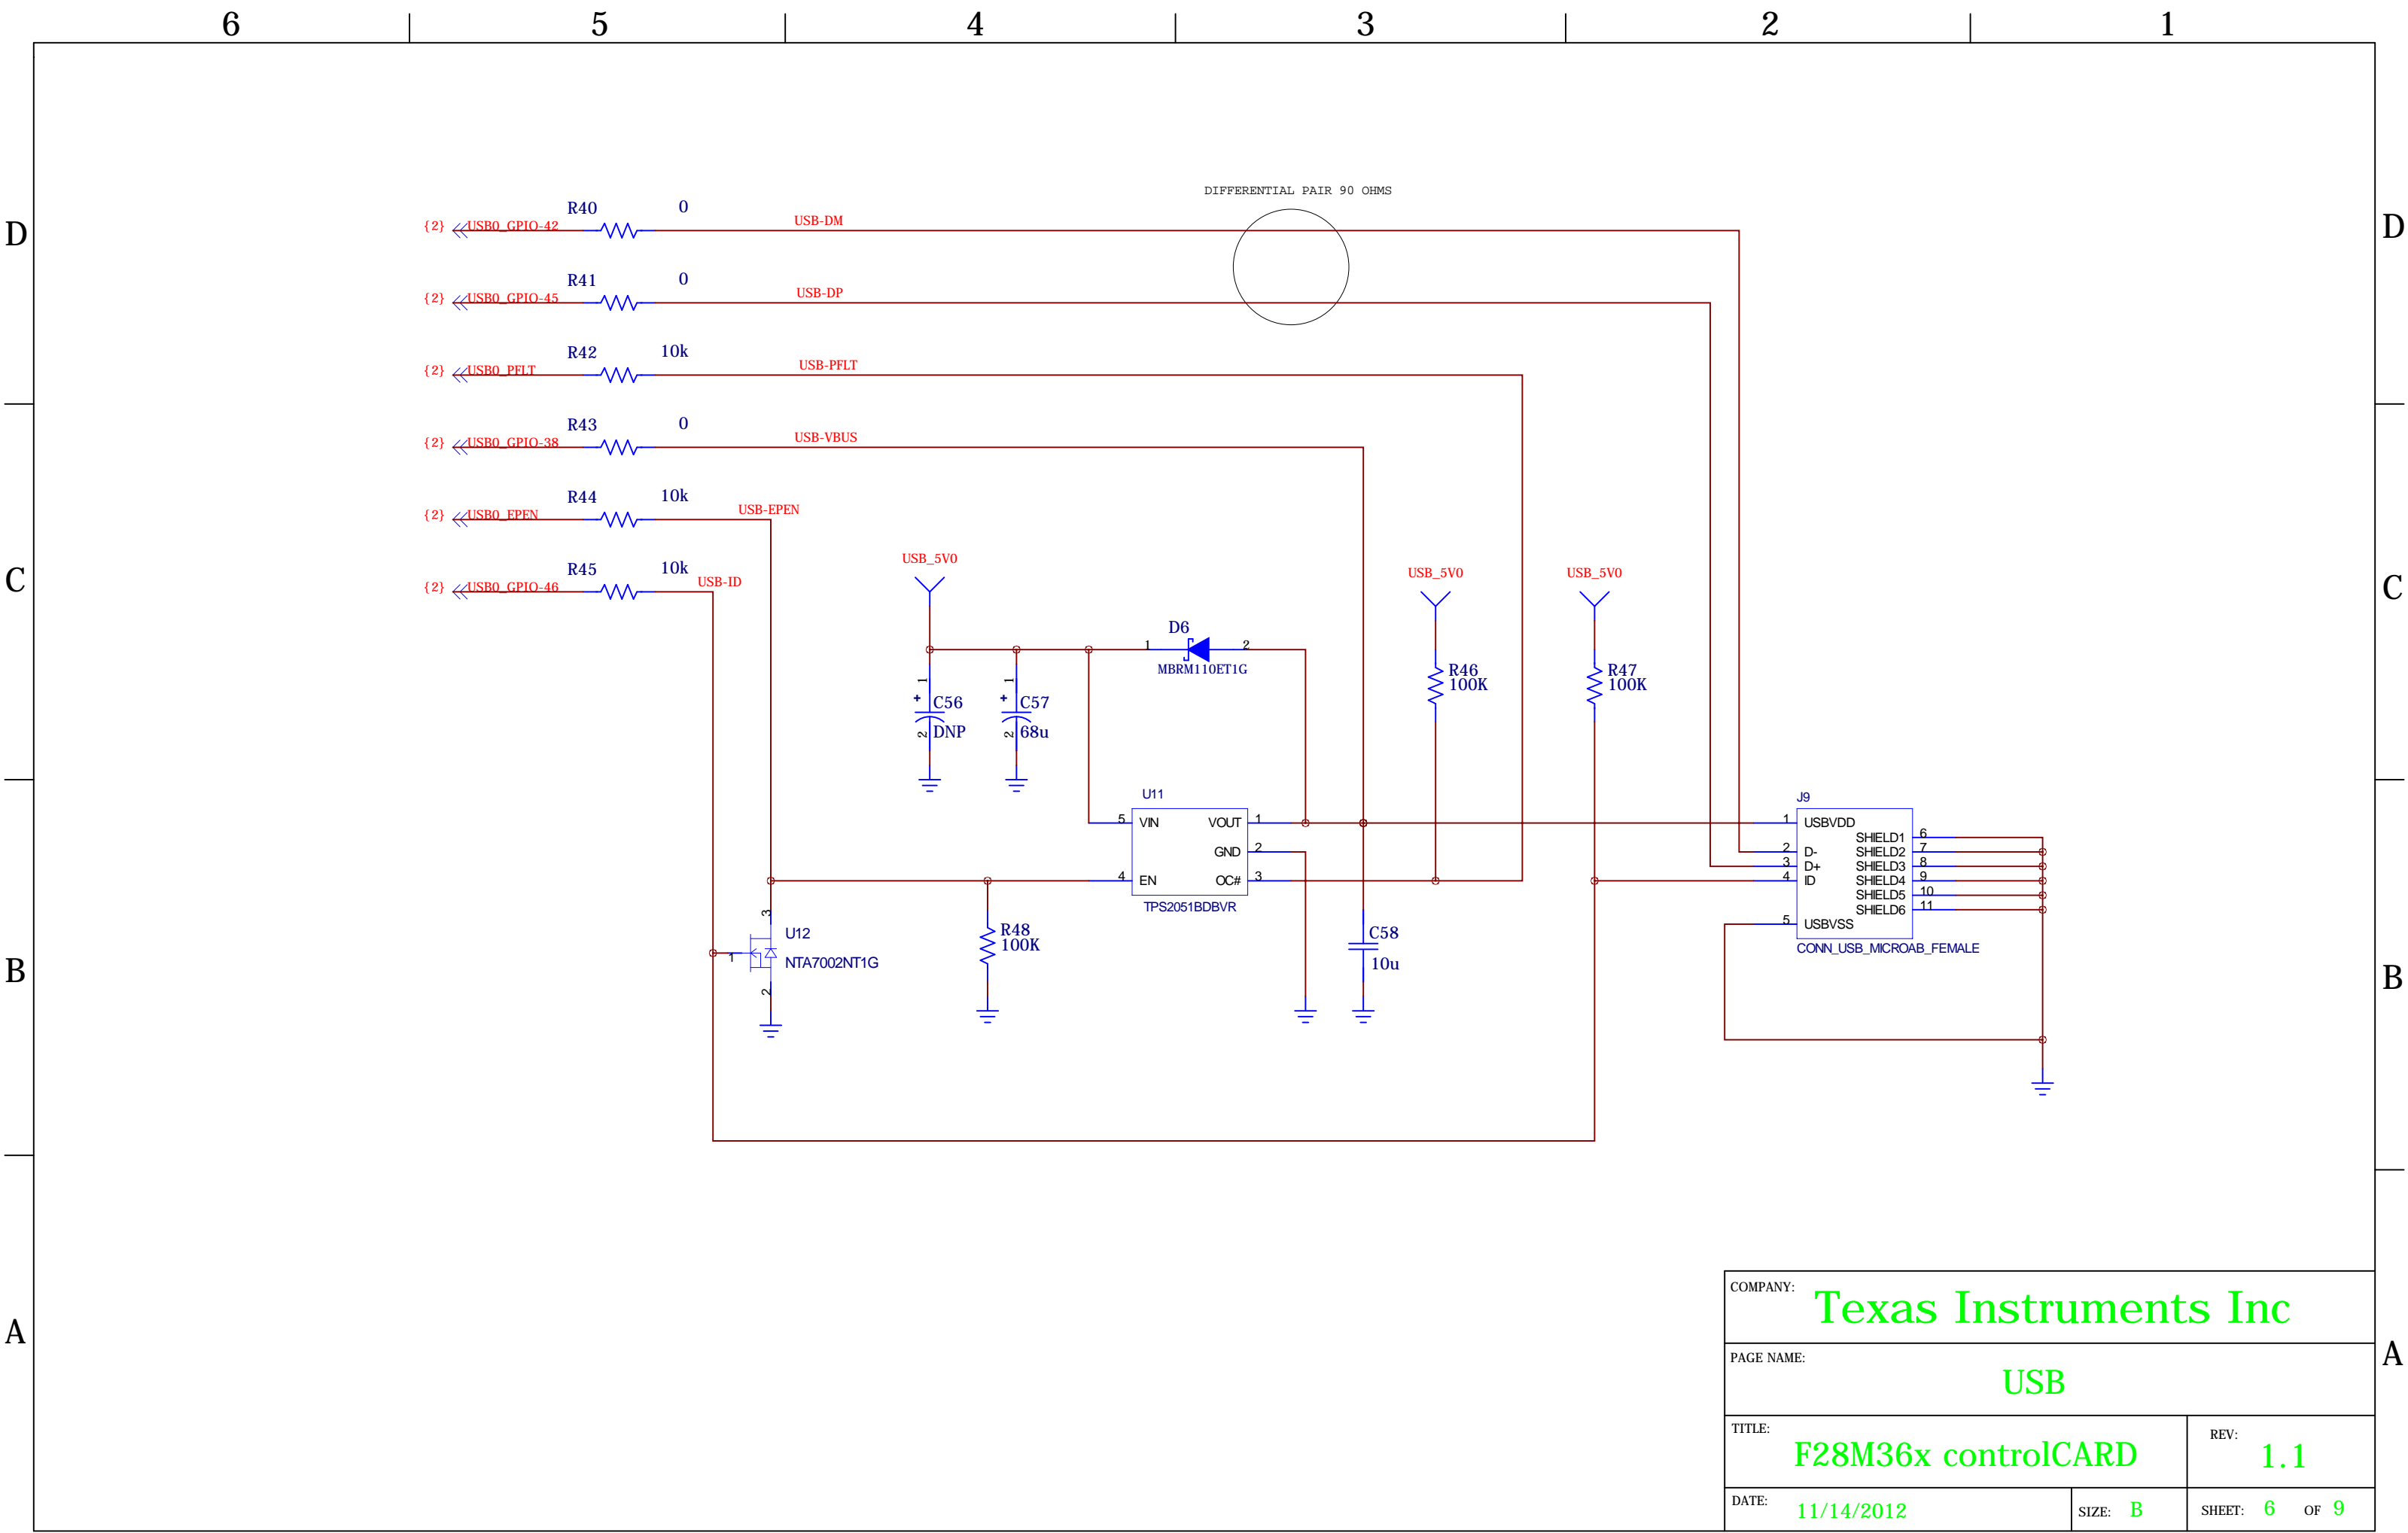 6 5 4 3 2 1
DIFFERENTIAL PAIR 90 OHMS
D
D
R40 0
{2} USB0_GPIO-42
USB-DM
R41 0
{2} USB0_GPIO-45
USB-DP
R42 10k
{2} USB0_PFLT
USB-PFLT
R43 0
{2} USB0_GPIO-38
USB-VBUS
R44 10k
{2} USB0_EPEN
USB-EPEN
R45 10k
{2} USB0_GPIO-46
USB-ID
C
C
USB_5V0
USB_5V0
USB_5V0
D6
1 2
MBRM110ET1G
R46
100K
R47
100K
1
+ C56
2 DNP
1
+ C57
2 68u
U11
5 VIN VOUT 1
GND 2
4 EN OC# 3
TPS2051BDBVR
J9
1 USBVDD
SHIELD1 6
2 D- SHIELD2 7
3 D+ SHIELD3 8
4 ID SHIELD4 9
SHIELD5 10
SHIELD6 11
5 USBVSS
CONN_USB_MICROAB_FEMALE
3
U12
1
NTA7002NT1G
2
R48
100K
C58
10u
B
B
A
A
COMPANY:
Texas Instruments Inc
PAGE NAME:
USB
TITLE:
F28M36x controlCARD
REV:
1.1
DATE: 11/14/2012
SIZE: B
SHEET: 6 OF 9